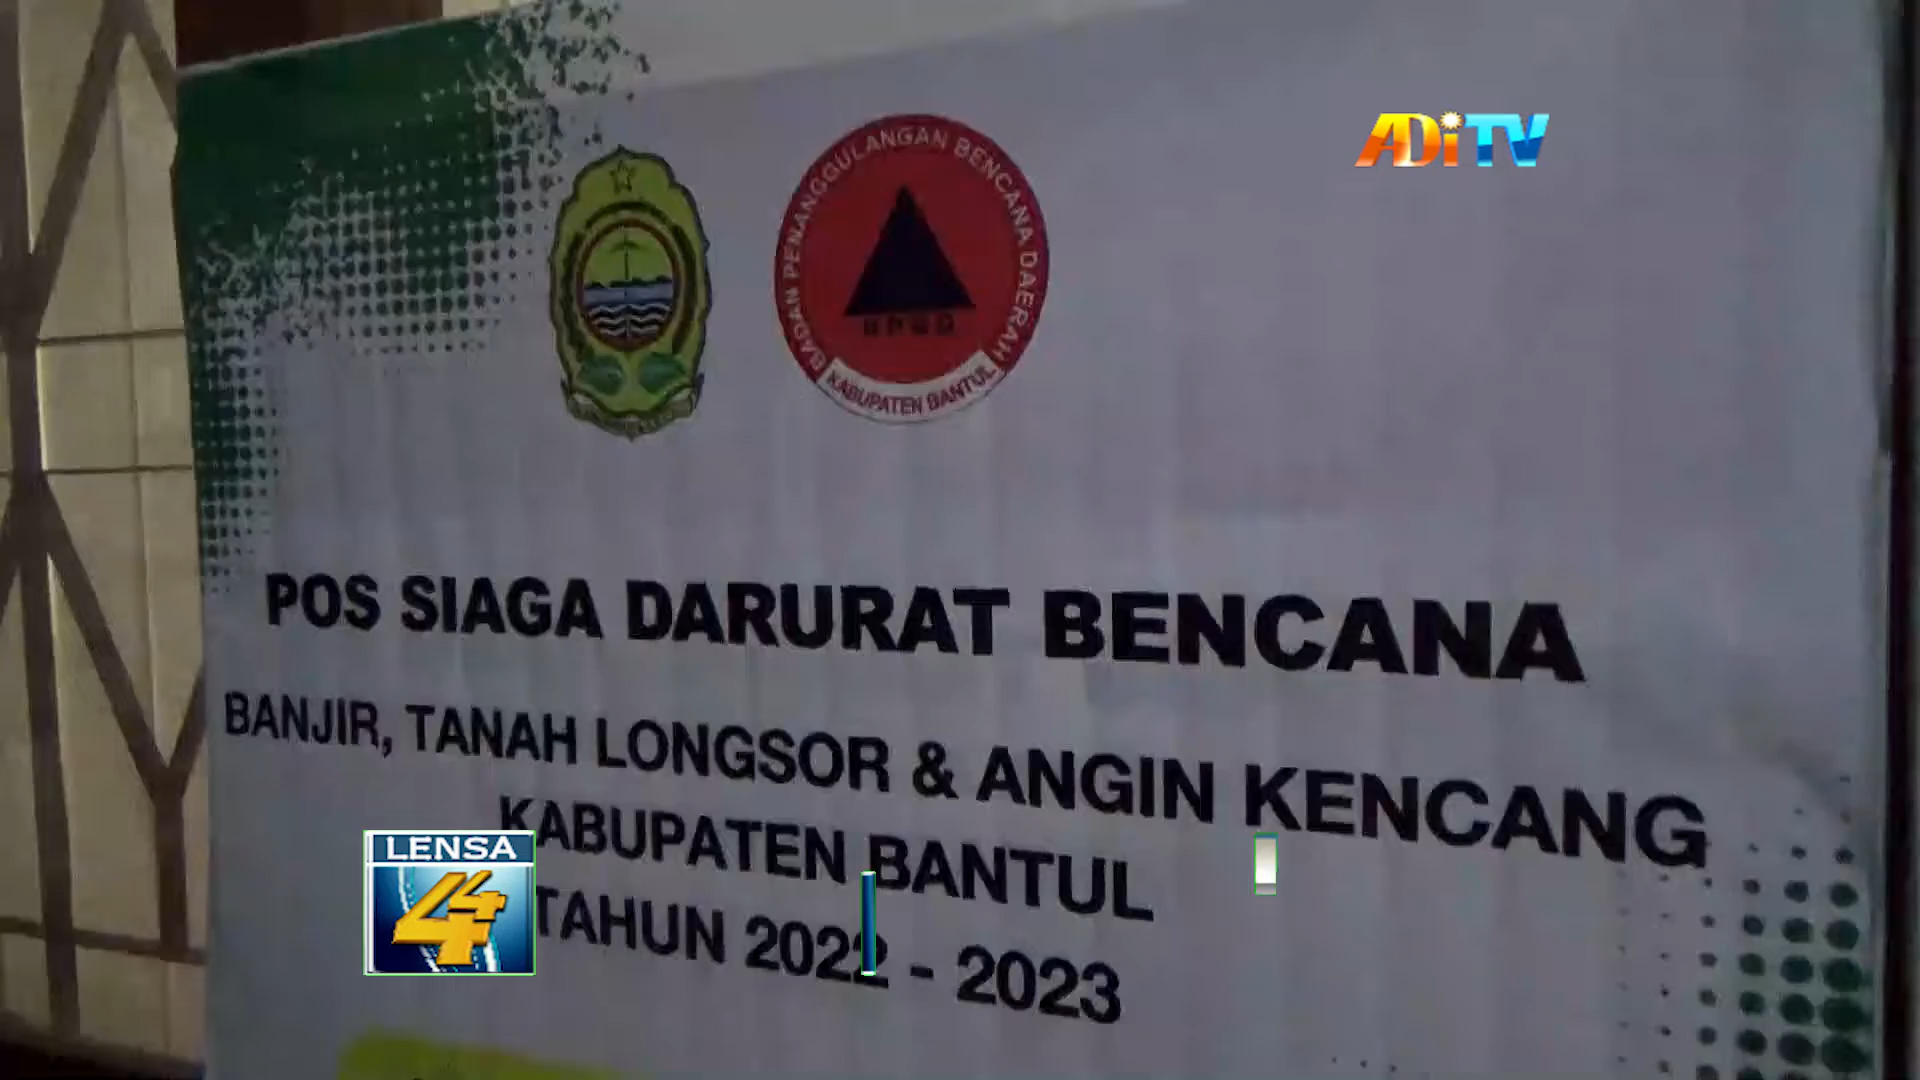 ADiTV
BADAN PENANGGULANGAN BENCANA DAERAH
BPBD
KABUPATEN BANTUL
POS SIAGA DARURAT BENCANA
BANJIR, TANAH LONGSOR & ANGIN KENCANG
KABUPATEN BANTUL
TAHUN 2022 - 2023
LENSA
44